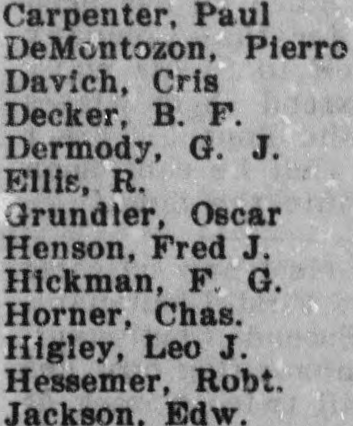 Carpenter, Paul
DeMontozon, Pierro
Davich, Cris
Decker, B. F.
Dermody, G. J.
Ellis, R.
Grundler, Oscar
Henson, Fred J.
Hickman, F. G.
Horner, Chas.
Higley, Leo J.
Hessemer, Robt.
Jackson, Edw.